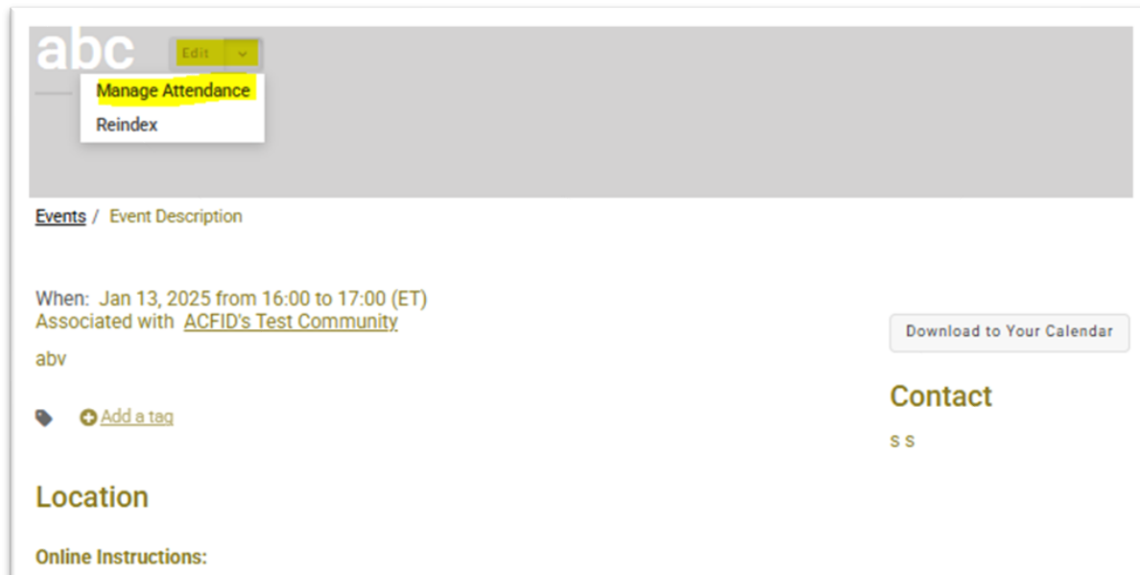 abc
Edit
Manage Attendance
Reindex
Events / Event Description
When: Jan 13, 2025 from 16:00 to 17:00 (ET)
Associated with ACFID's Test Community
abv
Add a tag
Download to Your Calendar
Contact
s s
Location
Online Instructions: